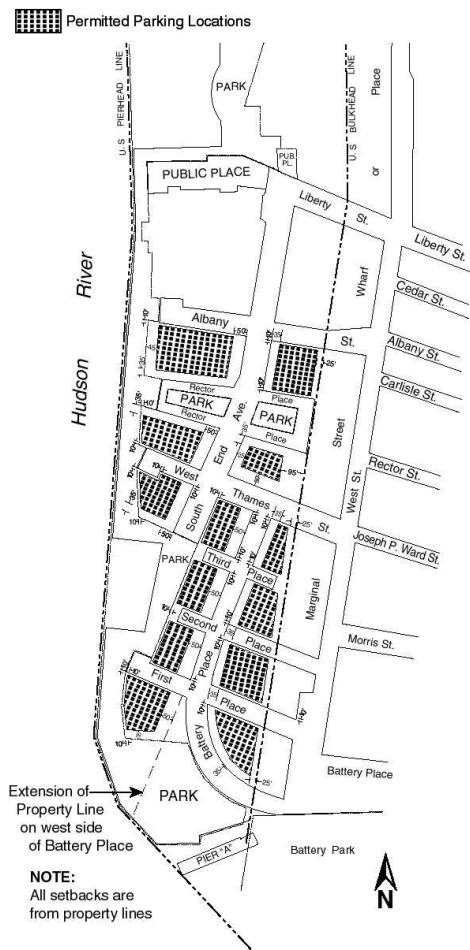 Permitted Parking Locations
U.S PIERHEAD LINE
U.S BULKHEAD LINE
Place
or
PARK
PUB.
PL.
PUBLIC PLACE
Liberty
St.
Liberty St.
Hudson River
Wharf
Cedar St.
Albany
St.
Albany St.
Carlisle St.
Rector
PARK
Rector
Place
PARK
Place
Ave.
End
South
Street
West St.
Rector St.
West
Thames
St.
Joseph P. Ward St.
PARK
Third
Place
Marginal
Second
Place
Morris St.
First
Place
Battery
Place
Battery Place
Extension of
Property Line
on west side
of Battery Place
PARK
PIER "A"
Battery Park
NOTE:
All setbacks are
from property lines
N